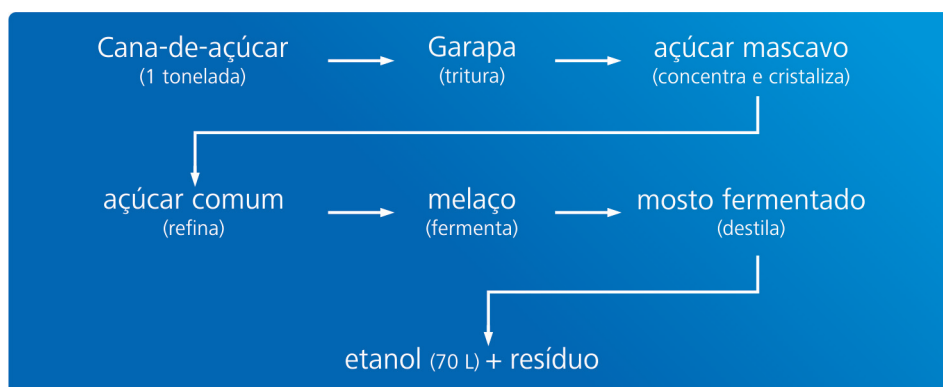 Cana-de-açúcar
(1 tonelada)
Garapa
(tritura)
açúcar mascavo
(concentra e cristaliza)
açúcar comum
(refina)
melaço
(fermenta)
mosto fermentado
(destila)
etanol (70 L) + resíduo